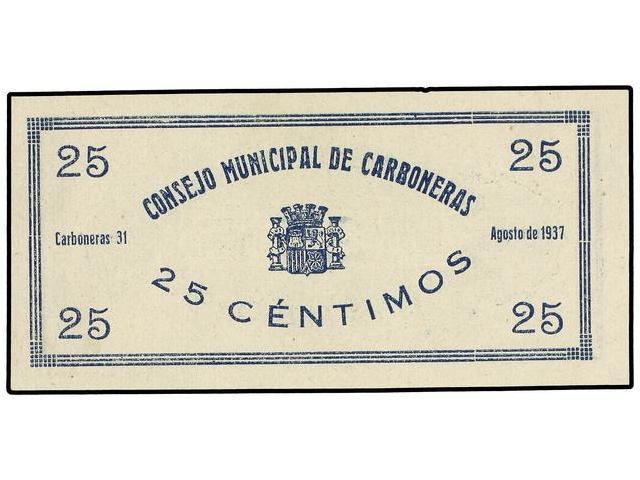 25
25
CONSEJO MUNICIPAL DE CARBONERAS
Carboneras 31
Agosto de 1937
25 CÉNTIMOS
25
25